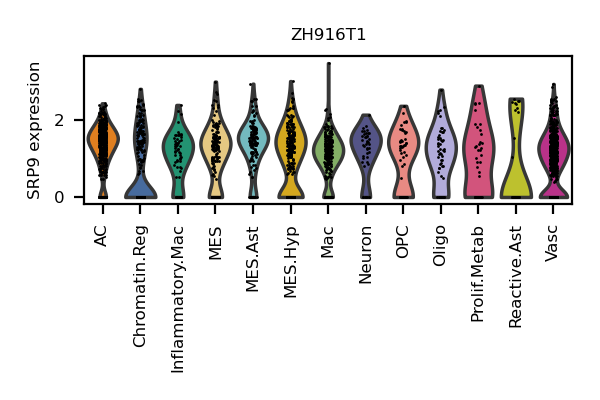 ZH916T1
SRP9 expression
2
0
AC
Chromatin.Reg
Inflammatory.Mac
MES
MES.Ast
MES.Hyp
Mac
Neuron
OPC
Oligo
Prolif.Metab
Reactive.Ast
Vasc